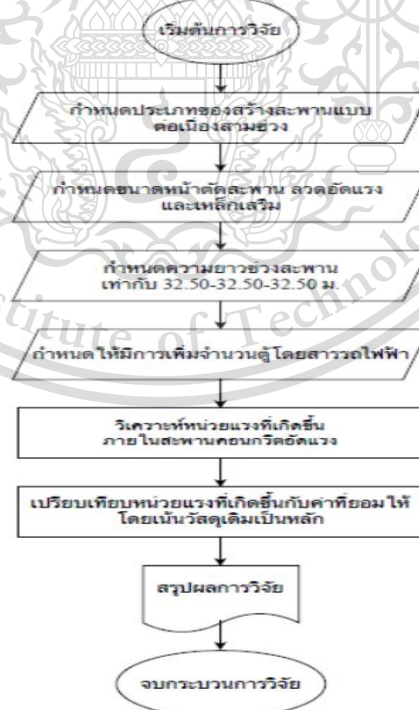 เริ่มต้นการวิจัย
กำหนดประเภทของสร้างสะพานแบบ
ต่อเนื่องสามช่วง
กำหนดขนาดหน้าตัดสะพาน ลวดอัดแรง
และเหล็กเสริม
กำหนดความยาวช่วงสะพาน
เท่ากับ 32.50-32.50-32.50 ม.
กำหนดให้มีการเพิ่มจำนวนตู้โดยสารรถไฟฟ้า
วิเคราะห์หน่วยแรงที่เกิดขึ้น
ภายในสะพานคอนกรีตอัดแรง
เปรียบเทียบหน่วยแรงที่เกิดขึ้นกับค่าที่ยอมให้
โดยเน้นวัสดุเดิมเป็นหลัก
สรุปผลการวิจัย
จบกระบวนการวิจัย